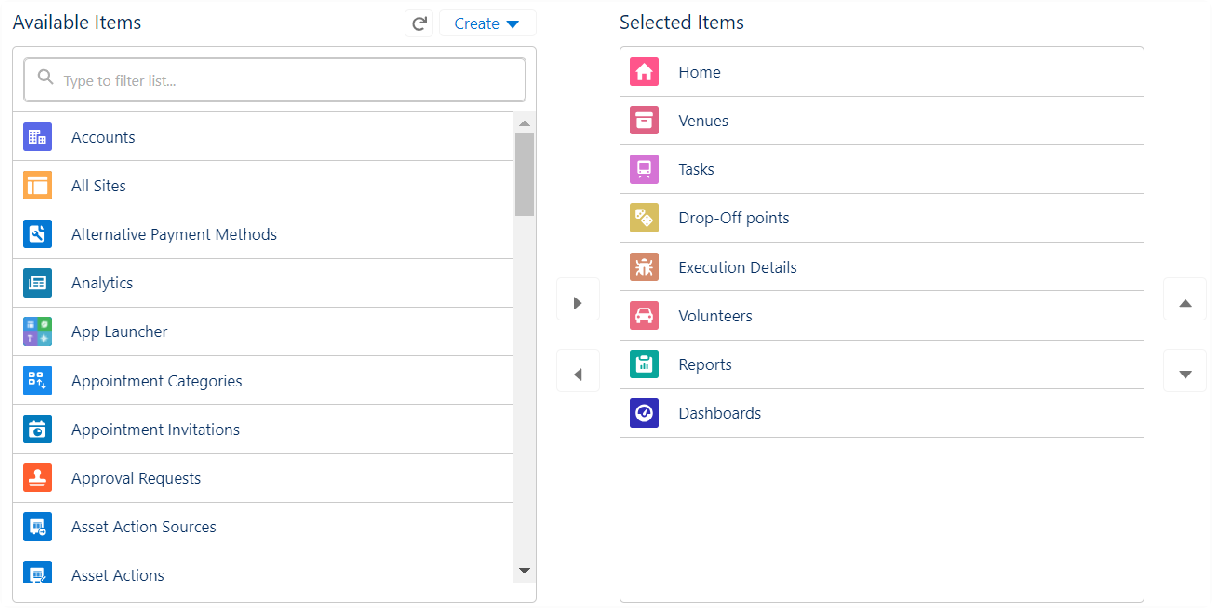 Available Items
Create
Type to filter list...
Accounts
All Sites
Alternative Payment Methods
Analytics
App Launcher
Appointment Categories
Appointment Invitations
Approval Requests
Asset Action Sources
Asset Actions
Selected Items
Home
Venues
Tasks
Drop-Off points
Execution Details
Volunteers
Reports
Dashboards